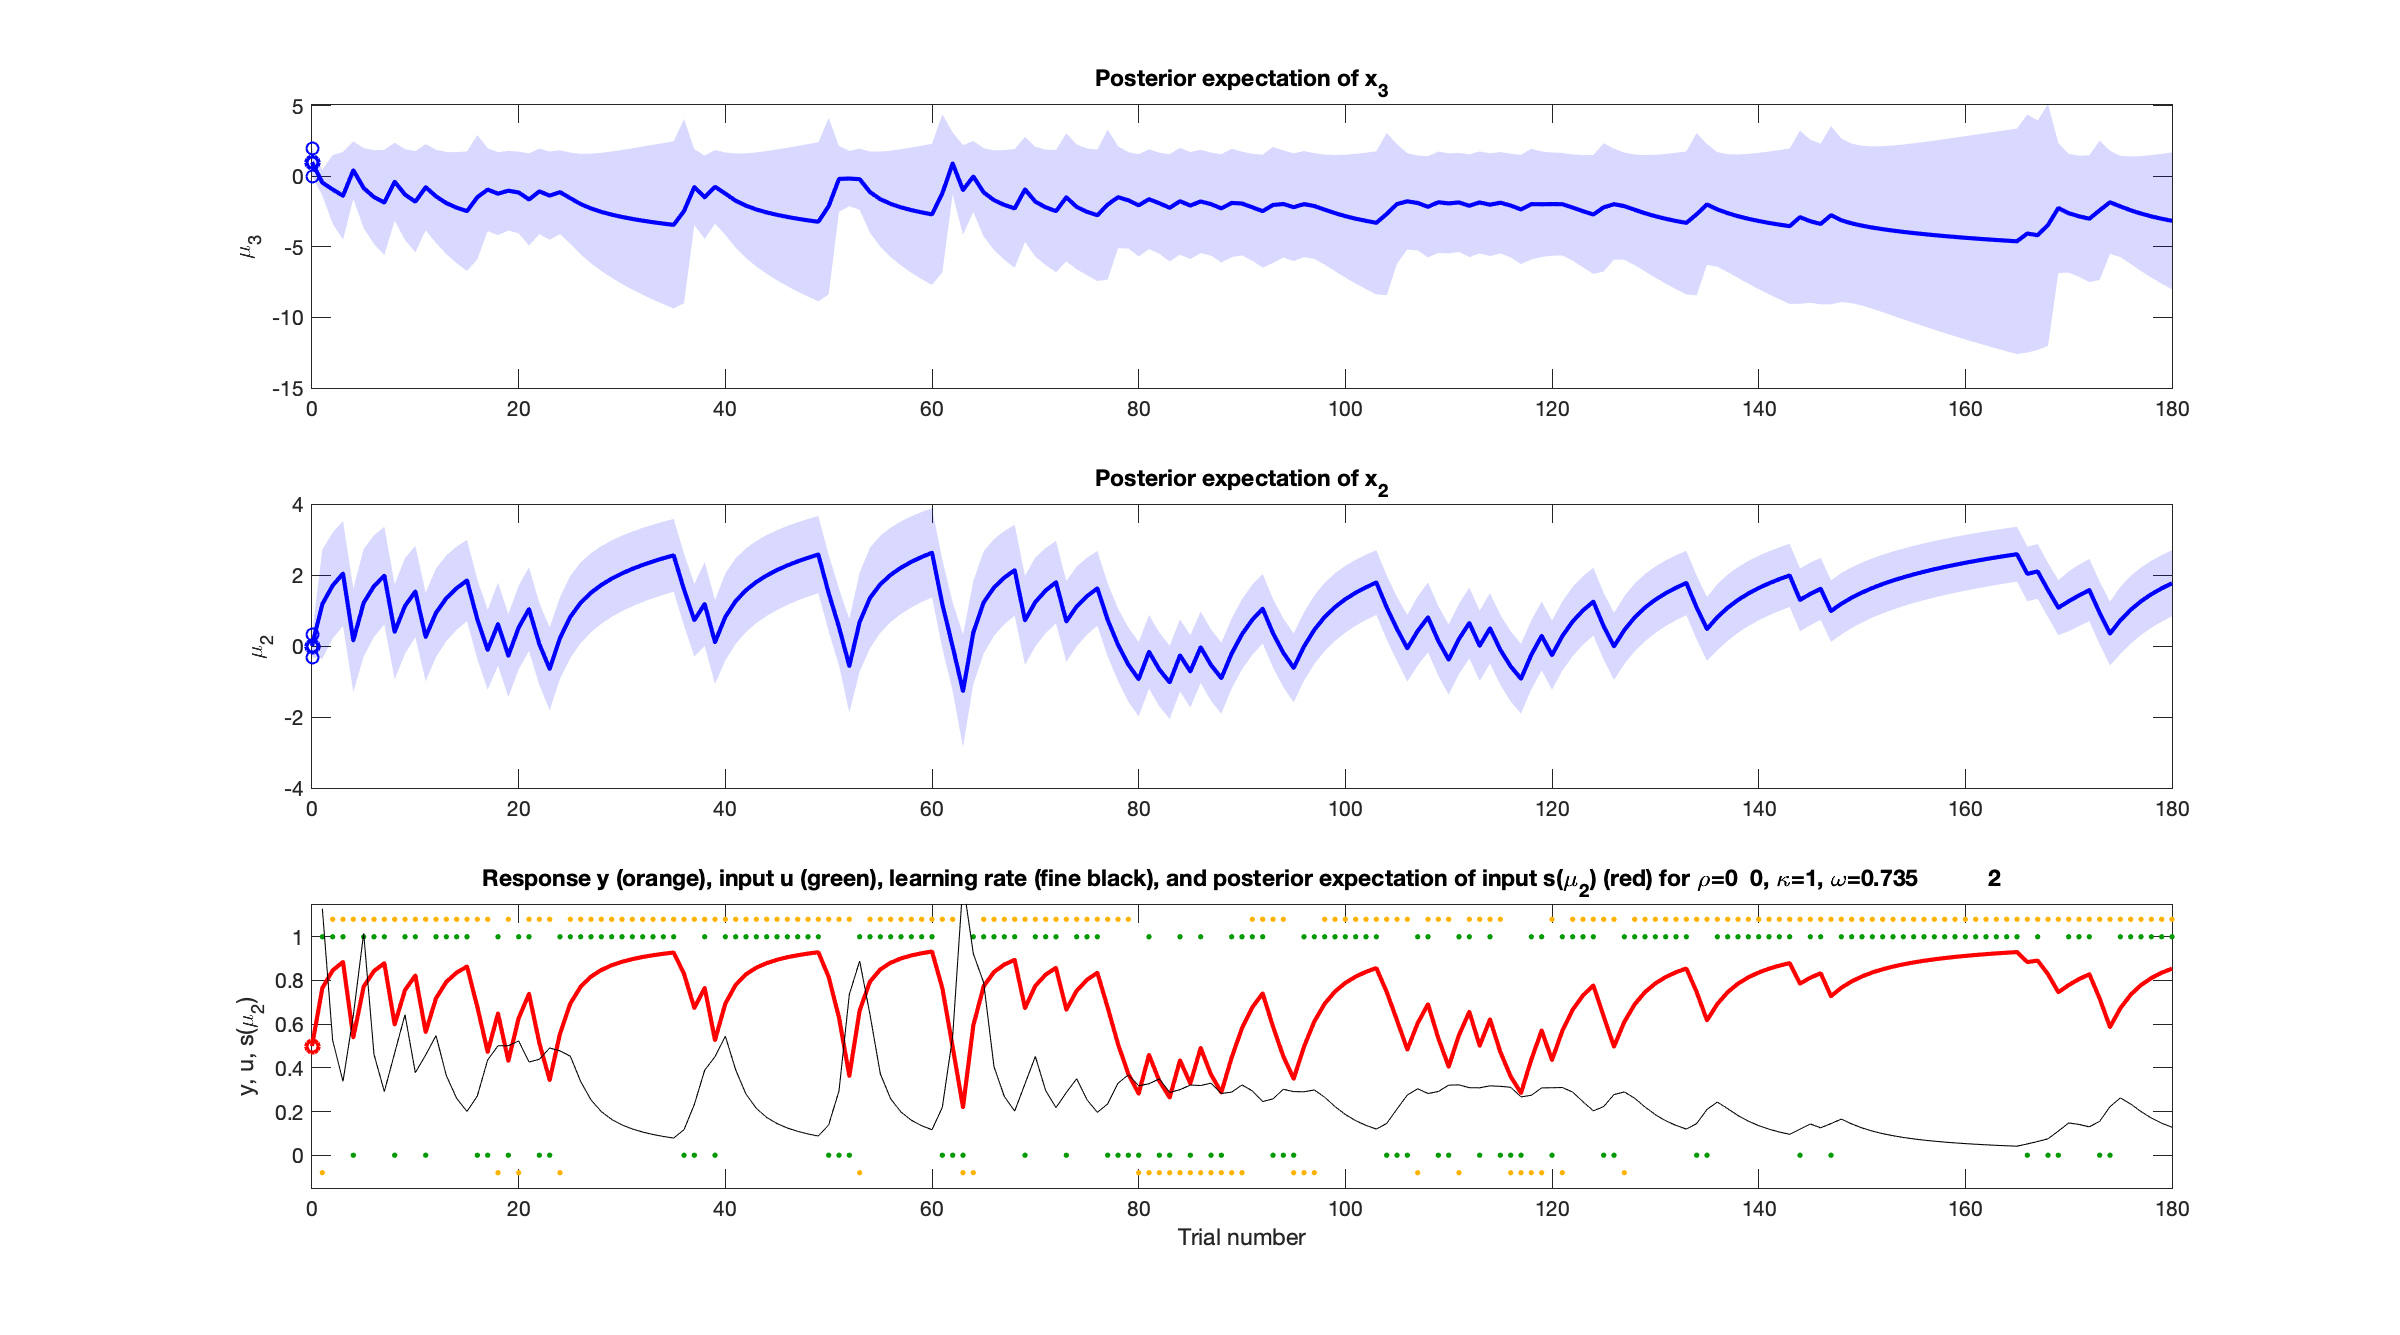 Posterior expectation of x3
5
0
-5
-10
-15
μ3
0 20 40 60 80 100 120 140 160 180
Posterior expectation of x2
4
2
0
-2
-4
μ2
0 20 40 60 80 100 120 140 160 180
Response y (orange), input u (green), learning rate (fine black), and posterior expectation of input s(μ2) (red) for ρ=0 0, κ=1, ω=0.735 2
1
0.8
0.6
0.4
0.2
0
y, u, s(μ2)
0 20 40 60 80 100 120 140 160 180
Trial number